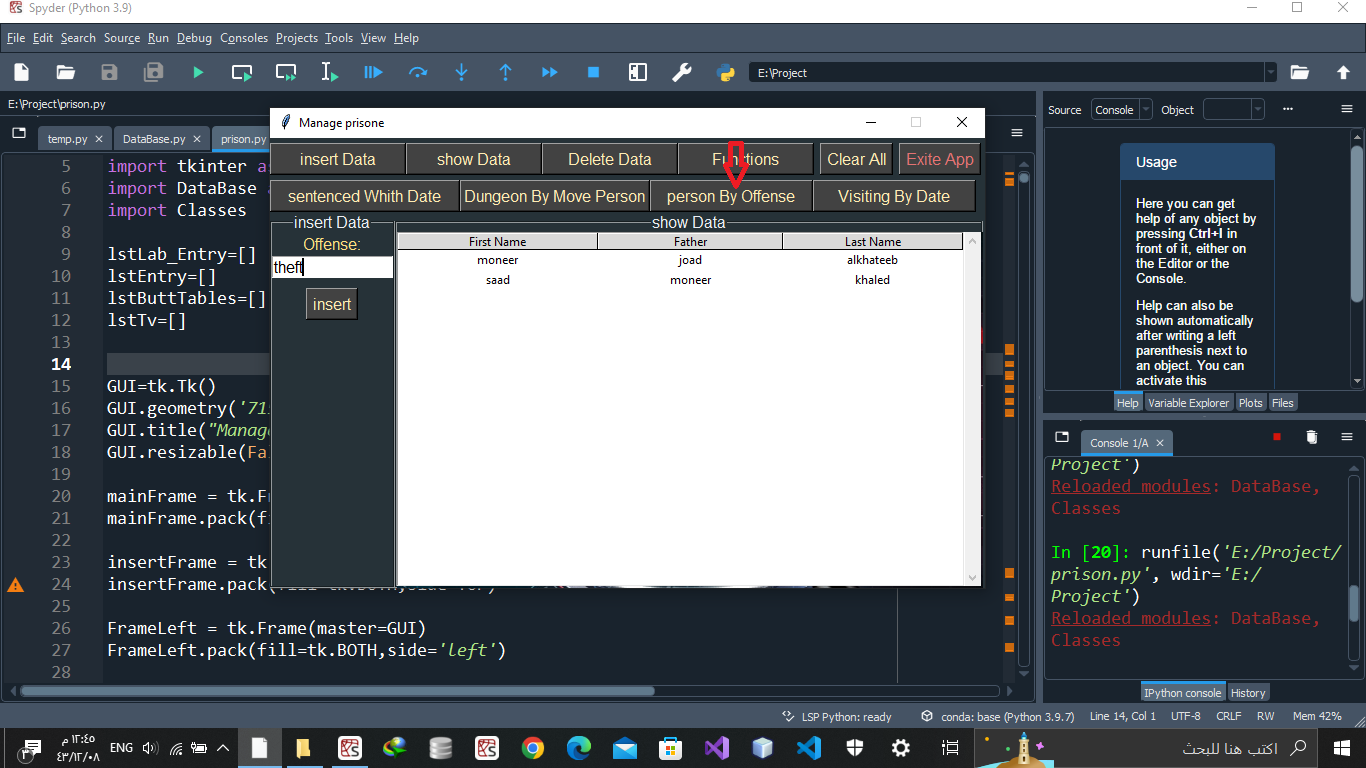 Spyder (Python 3.9)
File Edit Search Source Run Debug Consoles Projects Tools View Help
E:\Project
E:\Project\prison.py
temp.py
DataBase.py
prison.py
5 import tkinter as
6 import DataBase
7 import Classes
8
9 lstLab_Entry=[]
10 lstEntry=[]
11 lstButtTables=[]
12 lstTv=[]
13
14
15 GUI=tk.Tk()
16 GUI.geometry('71
17 GUI.title("Manag
18 GUI.resizable(Fa
19
20 mainFrame = tk.Fr
21 mainFrame.pack(fi
22
23 insertFrame = tk
24 insertFrame.pack(fill=tk.BOTH,side='TOP')
25
26 FrameLeft = tk.Frame(master=GUI)
27 FrameLeft.pack(fill=tk.BOTH,side='left')
28
Manage prisone
insert Data
show Data
Delete Data
Functions
Clear All
Exite App
sentenced Whith Date
Dungeon By Move Person
person By Offense
Visiting By Date
insert Data
Offense:
theft
insert
show Data
First Name Father Last Name
moneer joad alkhateeb
saad moneer khaled
Source Console Object
Usage
Here you can get
help of any object by
pressing Ctrl+I in
front of it, either on
the Editor or the
Console.
Help can also be
shown automatically
after writing a left
parenthesis next to
an object. You can
activate this
Help Variable Explorer Plots Files
Console 1/A
Project')
Reloaded modules: DataBase,
Classes
In [20]: runfile('E:/Project/
prison.py', wdir='E:/
Project')
Reloaded modules: DataBase,
Classes
IPython console History
LSP Python: ready
conda: base (Python 3.9.7)
Line 14, Col 1
UTF-8
CRLF
RW
Mem 42%
١٢:٤٥ م
٤٣/١٢/٠٨
ENG
اكتب هنا للبحث